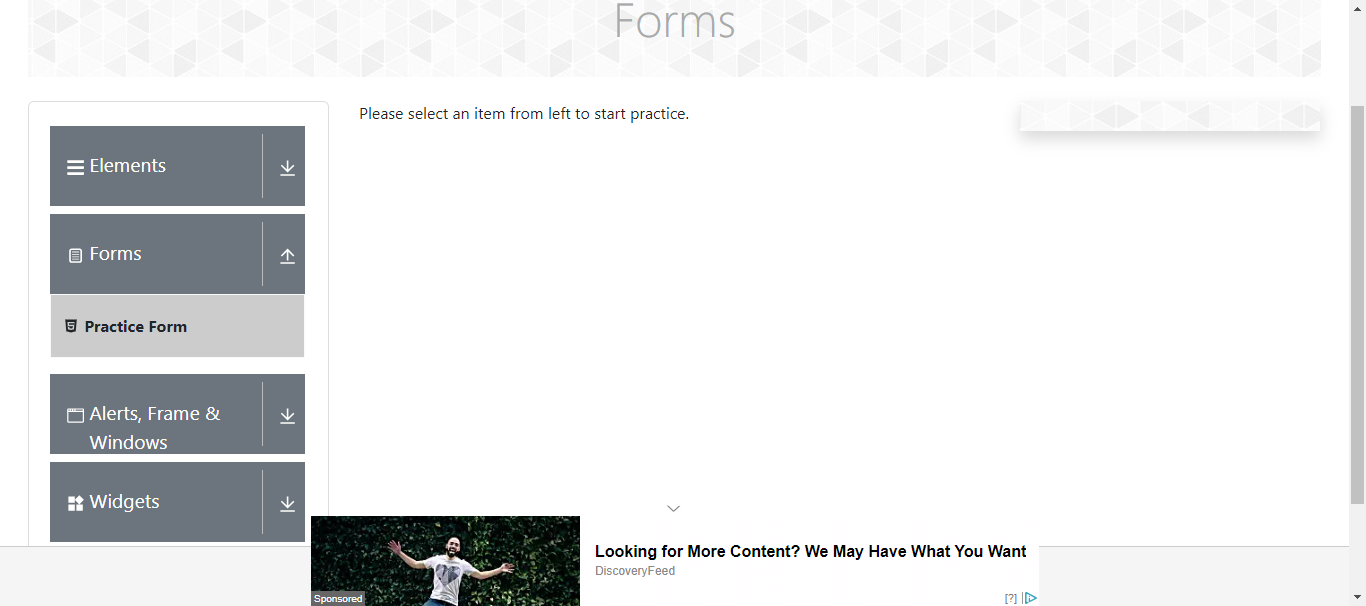 Forms
Please select an item from left to start practice.
Elements
Forms
Practice Form
Alerts, Frame &
Windows
Widgets
Looking for More Content? We May Have What You Want
DiscoveryFeed
Sponsored
[?]